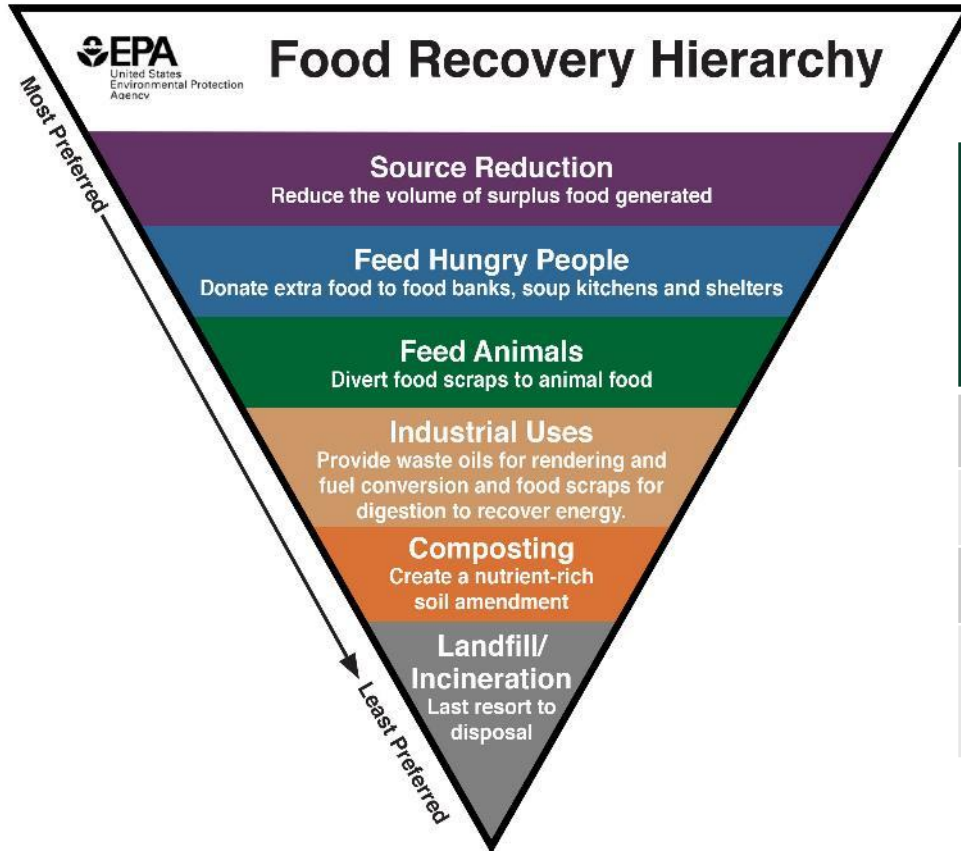 EPA
United States
Environmental Protection
Agency
Food Recovery Hierarchy
Most Preferred
Source Reduction
Reduce the volume of surplus food generated
Feed Hungry People
Donate extra food to food banks, soup kitchens and shelters
Feed Animals
Divert food scraps to animal food
Industrial Uses
Provide waste oils for rendering and
fuel conversion and food scraps for
digestion to recover energy.
Composting
Create a nutrient-rich
soil amendment
Landfill/
Incineration
Last resort to
disposal
Least Preferred